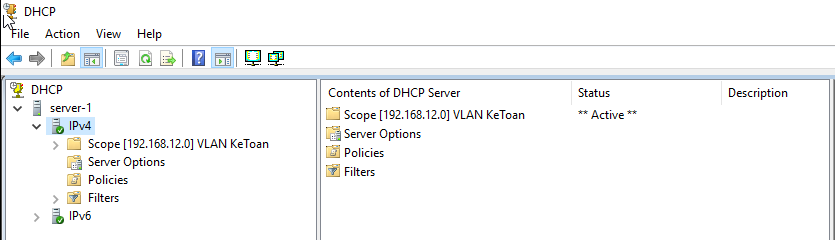 DHCP
File Action View Help
DHCP
server-1
IPv4
Scope [192.168.12.0] VLAN KeToan
Server Options
Policies
Filters
IPv6
Contents of DHCP Server Status Description
Scope [192.168.12.0] VLAN KeToan ** Active **
Server Options
Policies
Filters